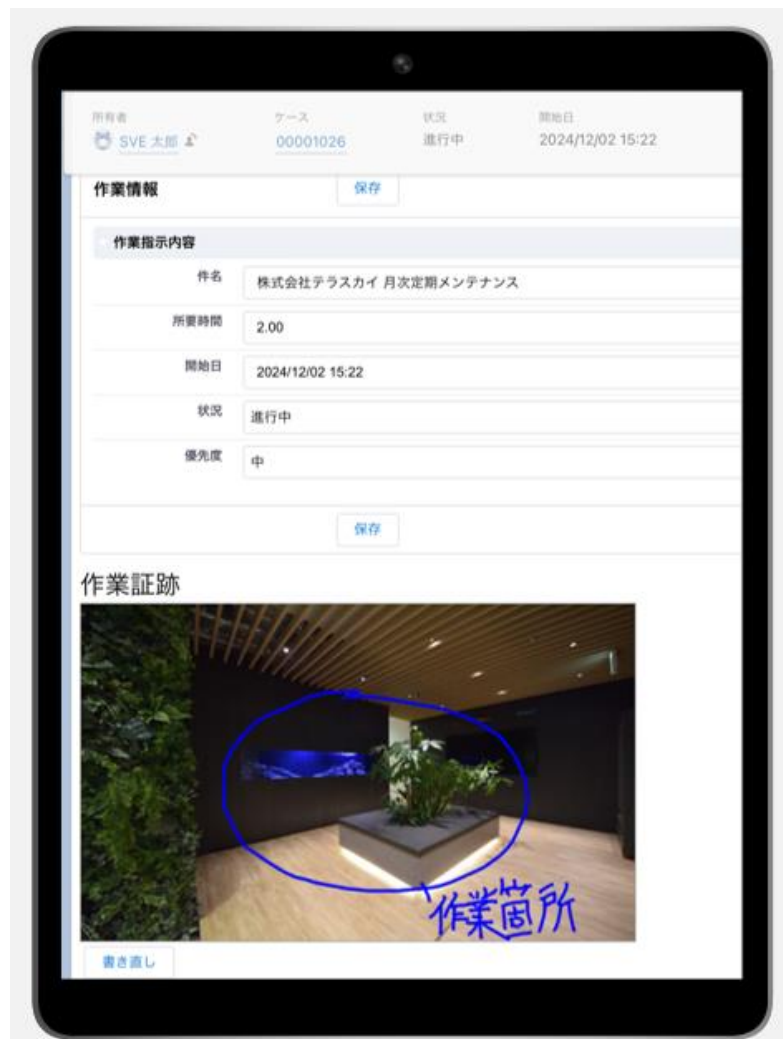 所有者 ケース 状況 開始日
SVE 太郎 00001026 進行中 2024/12/02 15:22
作業情報 保存
作業指示内容
件名 株式会社テラスカイ 月次定期メンテナンス
所要時間 2.00
開始日 2024/12/02 15:22
状況 進行中
優先度 中
保存
作業証跡
作業箇所
書き直し